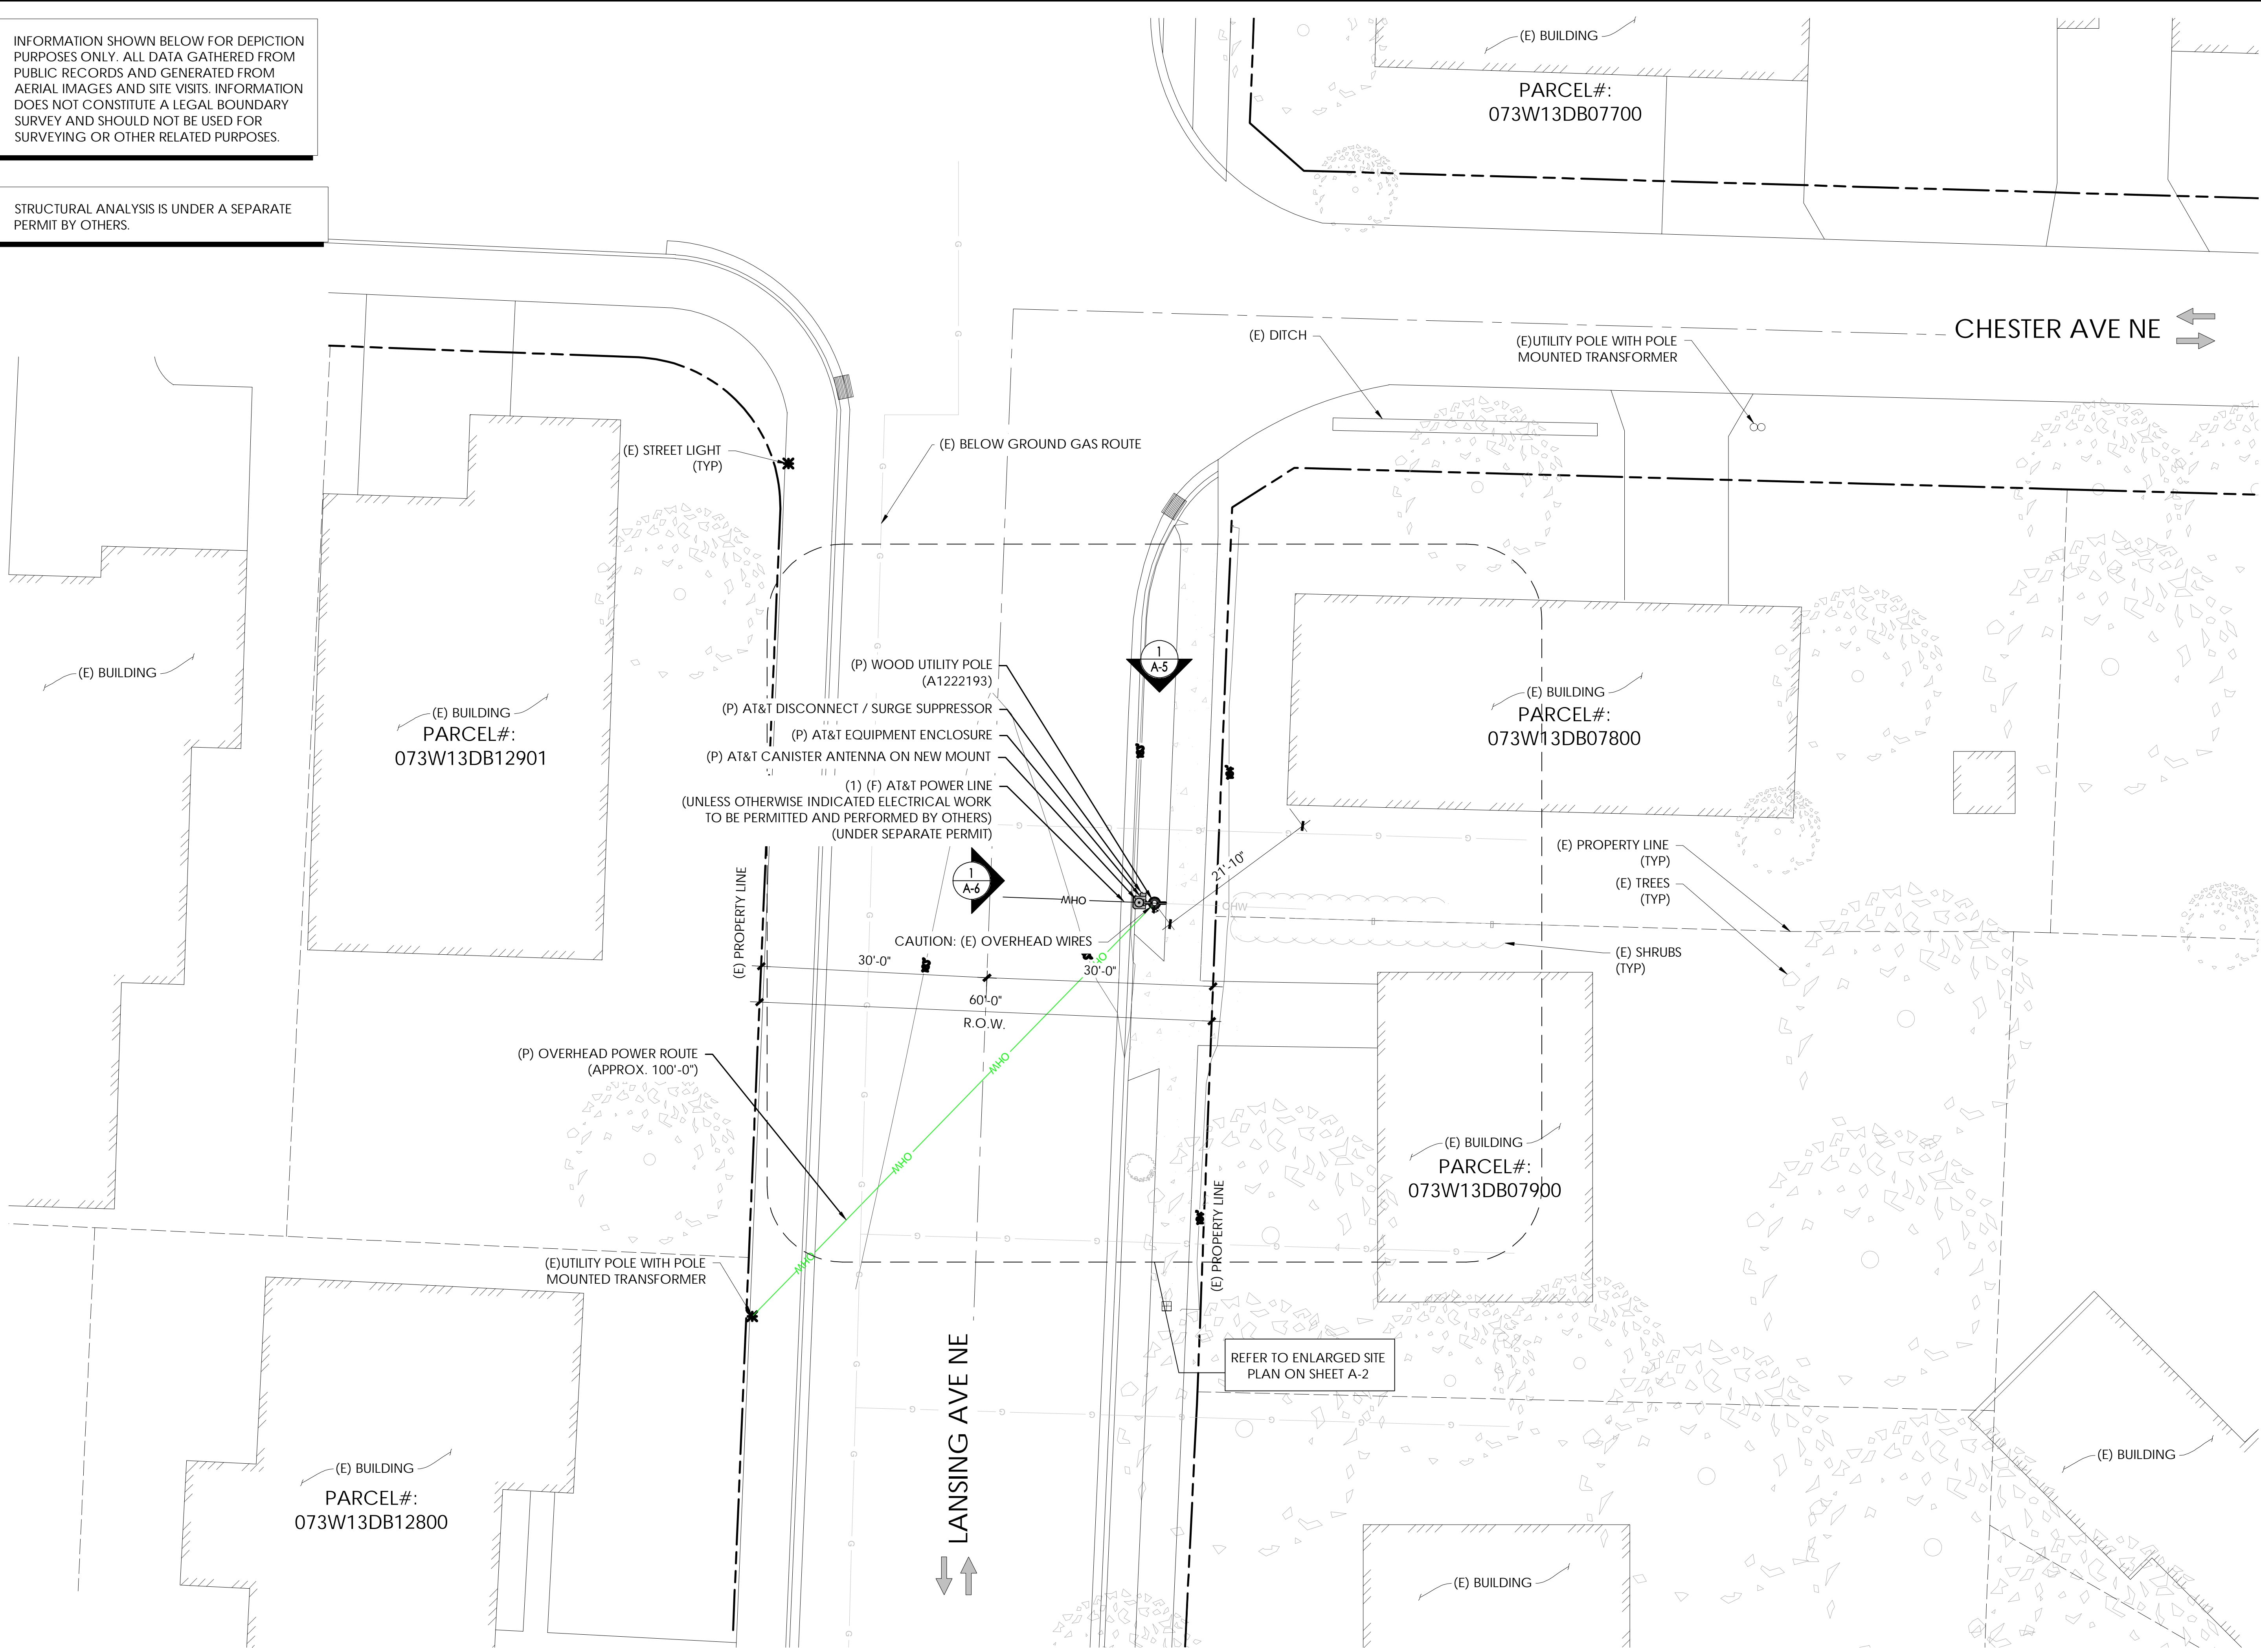 INFORMATION SHOWN BELOW FOR DEPICTION
PURPOSES ONLY. ALL DATA GATHERED FROM
PUBLIC RECORDS AND GENERATED FROM
AERIAL IMAGES AND SITE VISITS. INFORMATION
DOES NOT CONSTITUTE A LEGAL BOUNDARY
SURVEY AND SHOULD NOT BE USED FOR
SURVEYING OR OTHER RELATED PURPOSES.
STRUCTURAL ANALYSIS IS UNDER A SEPARATE
PERMIT BY OTHERS.
(E) BUILDING
PARCEL#:
073W13DB07700
CHESTER AVE NE
(E) DITCH
(E)UTILITY POLE WITH POLE
MOUNTED TRANSFORMER
(E) STREET LIGHT
(TYP)
(E) BELOW GROUND GAS ROUTE
(E) BUILDING
(E) BUILDING
PARCEL#:
073W13DB12901
(P) WOOD UTILITY POLE
(A1222193)
(P) AT&T DISCONNECT / SURGE SUPPRESSOR
(P) AT&T EQUIPMENT ENCLOSURE
(P) AT&T CANISTER ANTENNA ON NEW MOUNT
(1) (F) AT&T POWER LINE
(UNLESS OTHERWISE INDICATED ELECTRICAL WORK
TO BE PERMITTED AND PERFORMED BY OTHERS)
(UNDER SEPARATE PERMIT)
1
A-5
1
A-6
(E) BUILDING
PARCEL#:
073W13DB07800
21'-10"
OHW
OHW
(E) PROPERTY LINE
(TYP)
(E) TREES
(TYP)
(E) SHRUBS
(TYP)
CAUTION: (E) OVERHEAD WIRES
(E) PROPERTY LINE
30'-0"
30'-0"
60'-0"
R.O.W.
(P) OVERHEAD POWER ROUTE
(APPROX. 100'-0")
OHW
OHW
OHW
(E) BUILDING
PARCEL#:
073W13DB07900
(E) PROPERTY LINE
(E)UTILITY POLE WITH POLE
MOUNTED TRANSFORMER
REFER TO ENLARGED SITE
PLAN ON SHEET A-2
LANSING AVE NE
(E) BUILDING
PARCEL#:
073W13DB12800
(E) BUILDING
(E) BUILDING